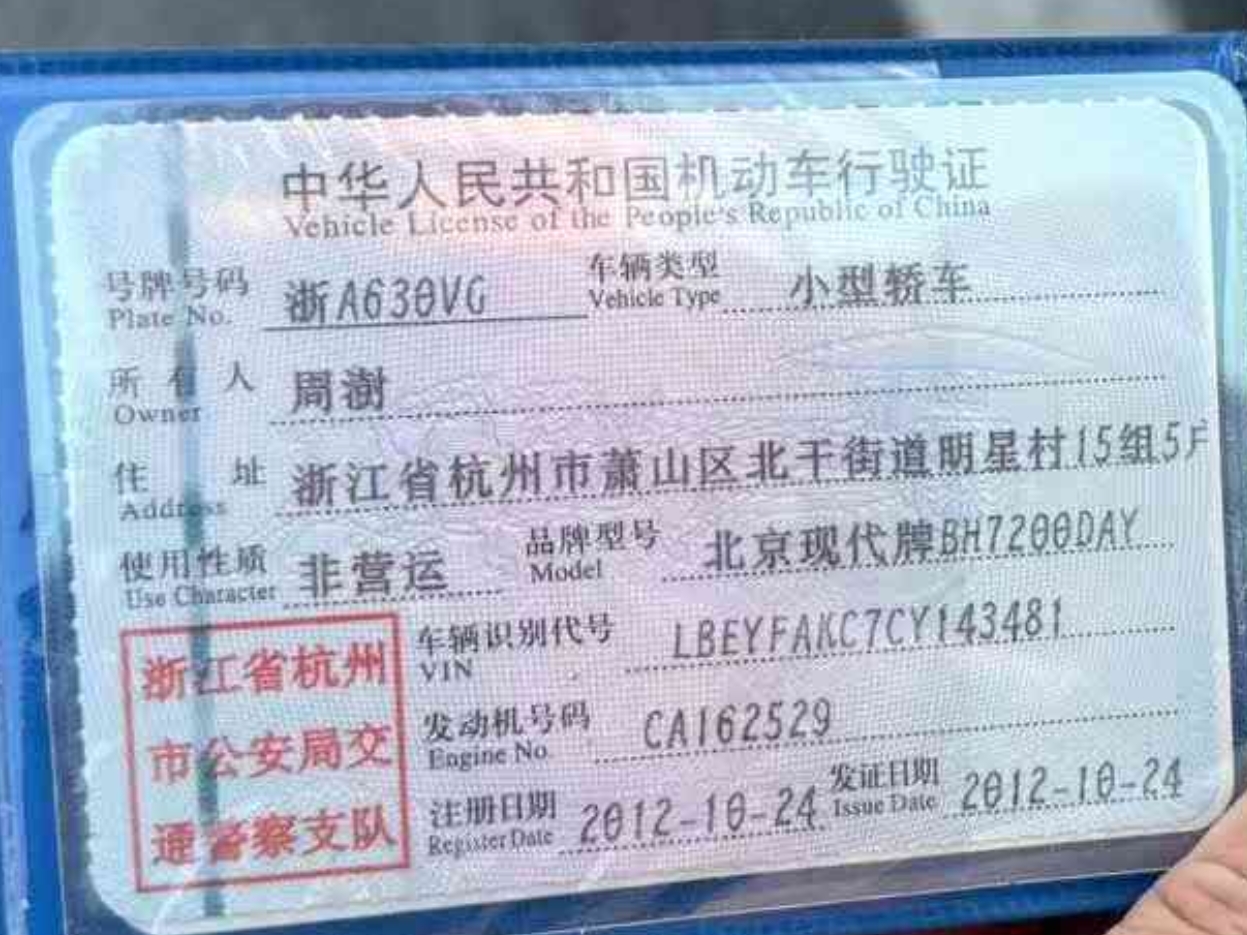 中华人民共和国机动车行驶证
Vehicle License of the People's Republic of China
号牌号码 浙A630VG 车辆类型 小型轿车
Plate No. Vehicle Type
所有人 周澍
Owner
住址 浙江省杭州市萧山区北干街道明星村15组5户
Address
使用性质 非营运 品牌型号 北京现代牌BH7200DAY
Use Character Model
车辆识别代号 LBEYFAKC7CY143481
VIN
发动机号码 CA162529
Engine No.
注册日期 2012-10-24 发证日期 2012-10-24
Register Date Issue Date
浙江省杭州
市公安局交
通警察支队